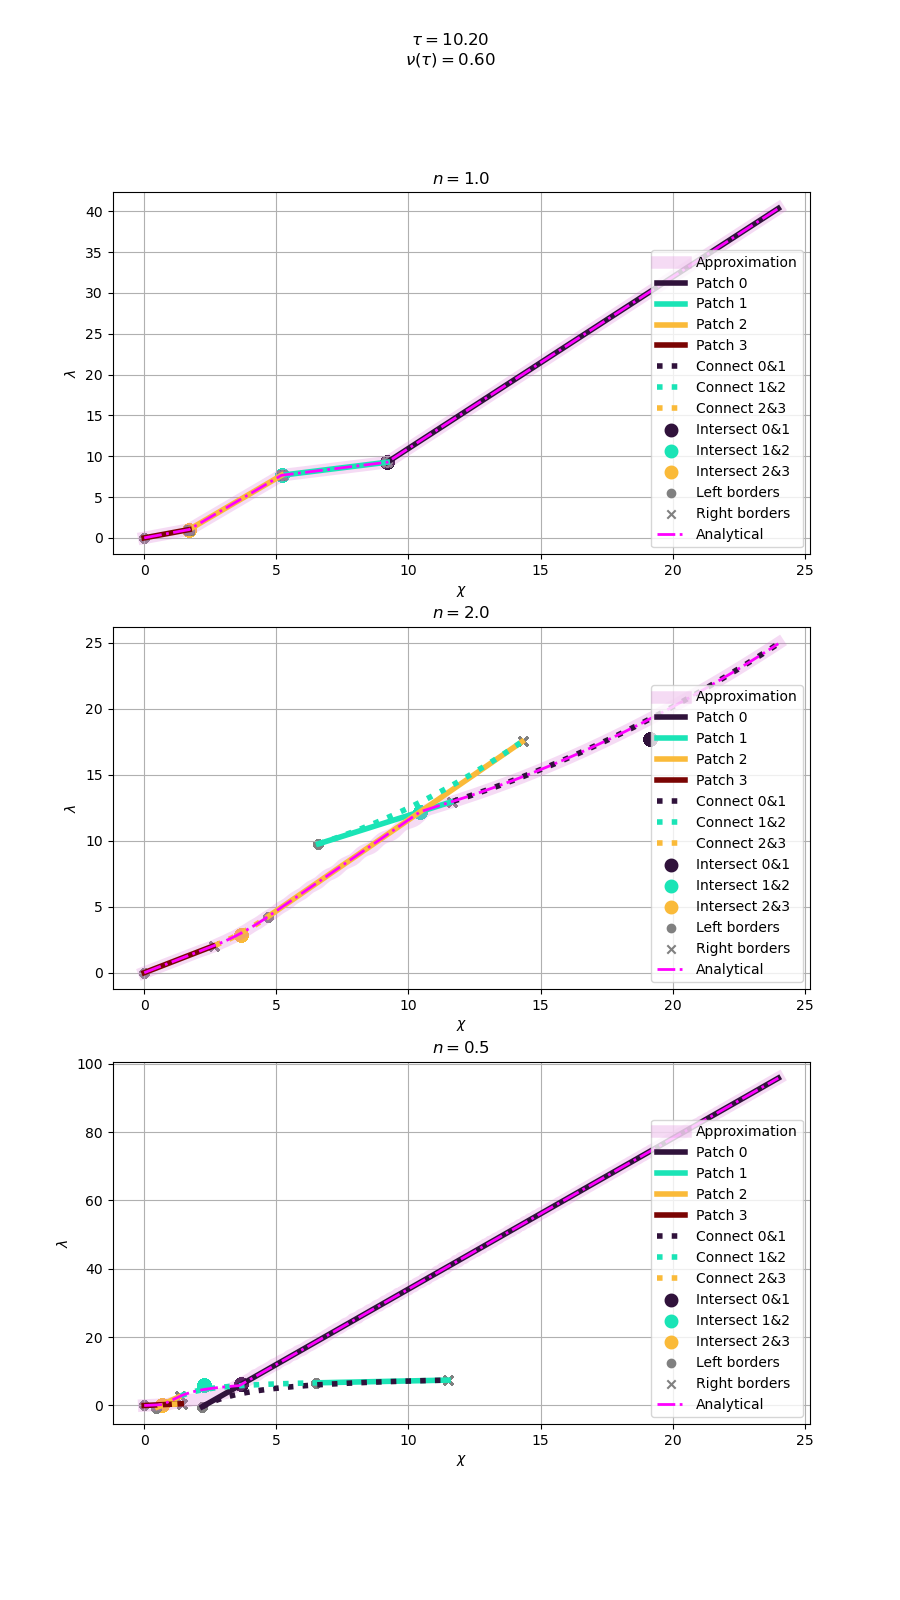 τ = 10.20
ν(τ) = 0.60
n = 1.0
40
35
30
25
20
15
10
5
0
λ
Approximation
Patch 0
Patch 1
Patch 2
Patch 3
Connect 0&1
Connect 1&2
Connect 2&3
Intersect 0&1
Intersect 1&2
Intersect 2&3
Left borders
Right borders
Analytical
0 5 10 15 20 25
χ
n = 2.0
25
20
15
10
5
0
λ
Approximation
Patch 0
Patch 1
Patch 2
Patch 3
Connect 0&1
Connect 1&2
Connect 2&3
Intersect 0&1
Intersect 1&2
Intersect 2&3
Left borders
Right borders
Analytical
0 5 10 15 20 25
χ
n = 0.5
100
80
60
40
20
0
λ
Approximation
Patch 0
Patch 1
Patch 2
Patch 3
Connect 0&1
Connect 1&2
Connect 2&3
Intersect 0&1
Intersect 1&2
Intersect 2&3
Left borders
Right borders
Analytical
0 5 10 15 20 25
χ